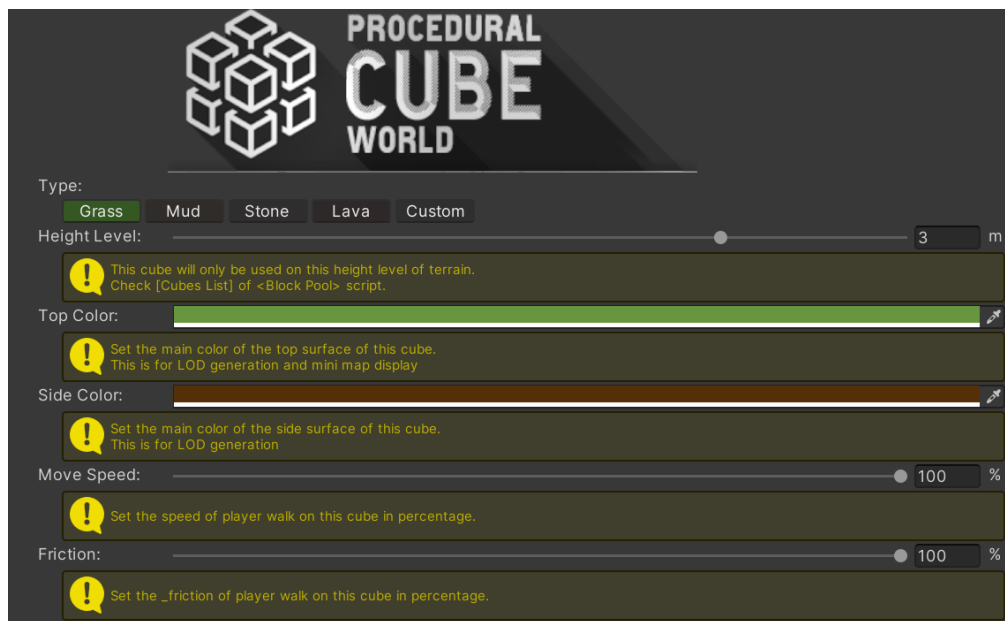 PROCEDURAL
CUBE
WORLD
Type:
Grass Mud Stone Lava Custom
Height Level: 3 m
This cube will only be used on this height level of terrain.
Check [Cubes List] of <Block Pool> script.
Top Color:
Set the main color of the top surface of this cube.
This is for LOD generation and mini map display
Side Color:
Set the main color of the side surface of this cube.
This is for LOD generation
Move Speed: 100 %
Set the speed of player walk on this cube in percentage.
Friction: 100 %
Set the _friction of player walk on this cube in percentage.